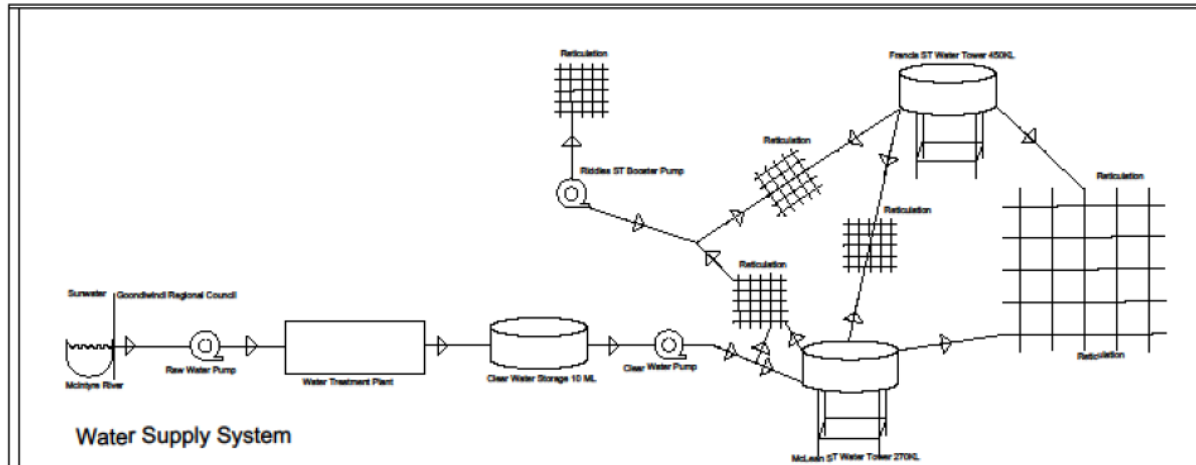 Reticulation
Francis ST Water Tower 450KL
Reticulation
Riddles ST Booster Pump
Reticulation
Reticulation
Reticulation
Sunwater
Goondiwindi Regional Council
McIntyre River
Raw Water Pump
Water Treatment Plant
Clear Water Storage 10 ML
Clear Water Pump
Reticulation
McLean ST Water Tower 270KL
Water Supply System